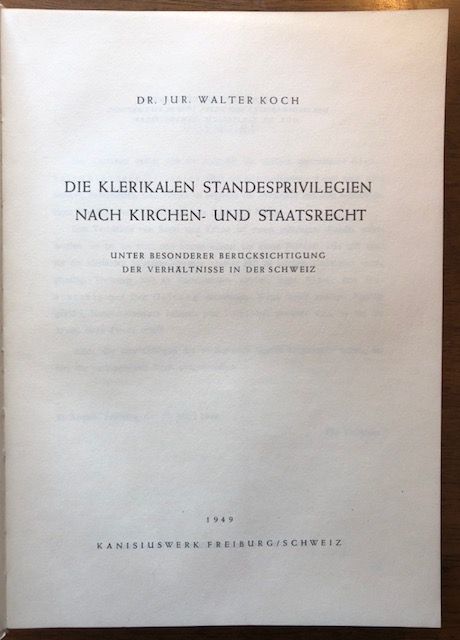 DR. JUR. WALTER KOCH
DIE KLERIKALEN STANDESPRIVILEGIEN
NACH KIRCHEN- UND STAATSRECHT
UNTER BESONDERER BERÜCKSICHTIGUNG
DER VERHÄLTNISSE IN DER SCHWEIZ
1949
KANISIUSWERK FREIBURG/SCHWEIZ